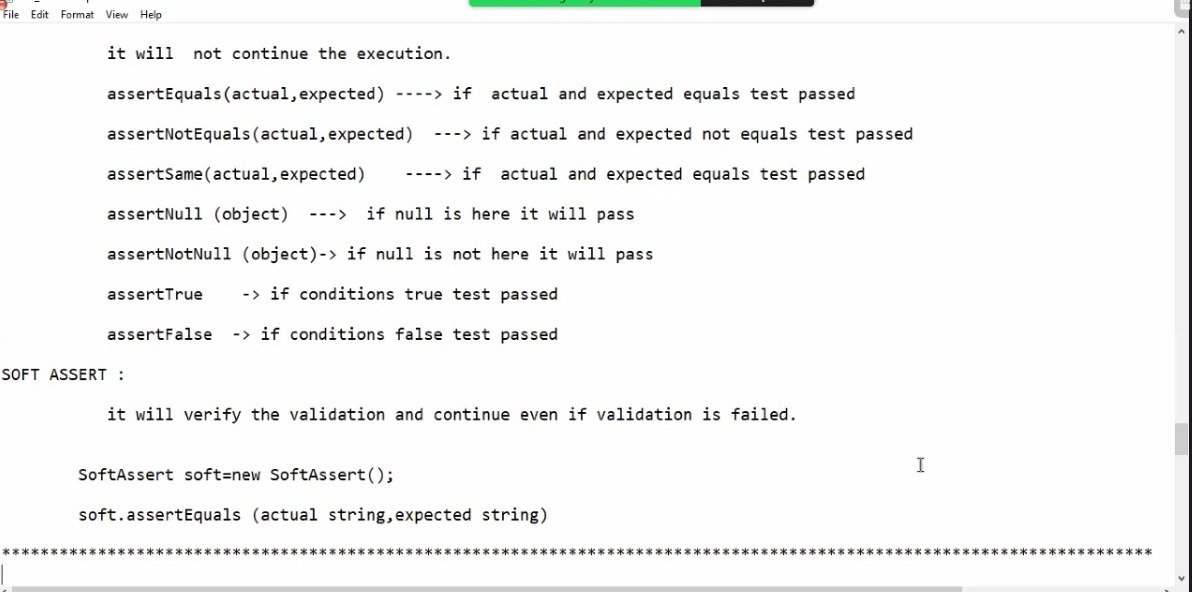 File Edit Format View Help
it will not continue the execution.
assertEquals(actual,expected) ----> if actual and expected equals test passed
assertNotEquals(actual,expected) ---> if actual and expected not equals test passed
assertSame(actual,expected) ----> if actual and expected equals test passed
assertNull (object) ---> if null is here it will pass
assertNotNull (object)-> if null is not here it will pass
assertTrue -> if conditions true test passed
assertFalse -> if conditions false test passed
SOFT ASSERT :
it will verify the validation and continue even if validation is failed.
SoftAssert soft=new SoftAssert();
soft.assertEquals (actual string,expected string)
************************************************************************************************************************